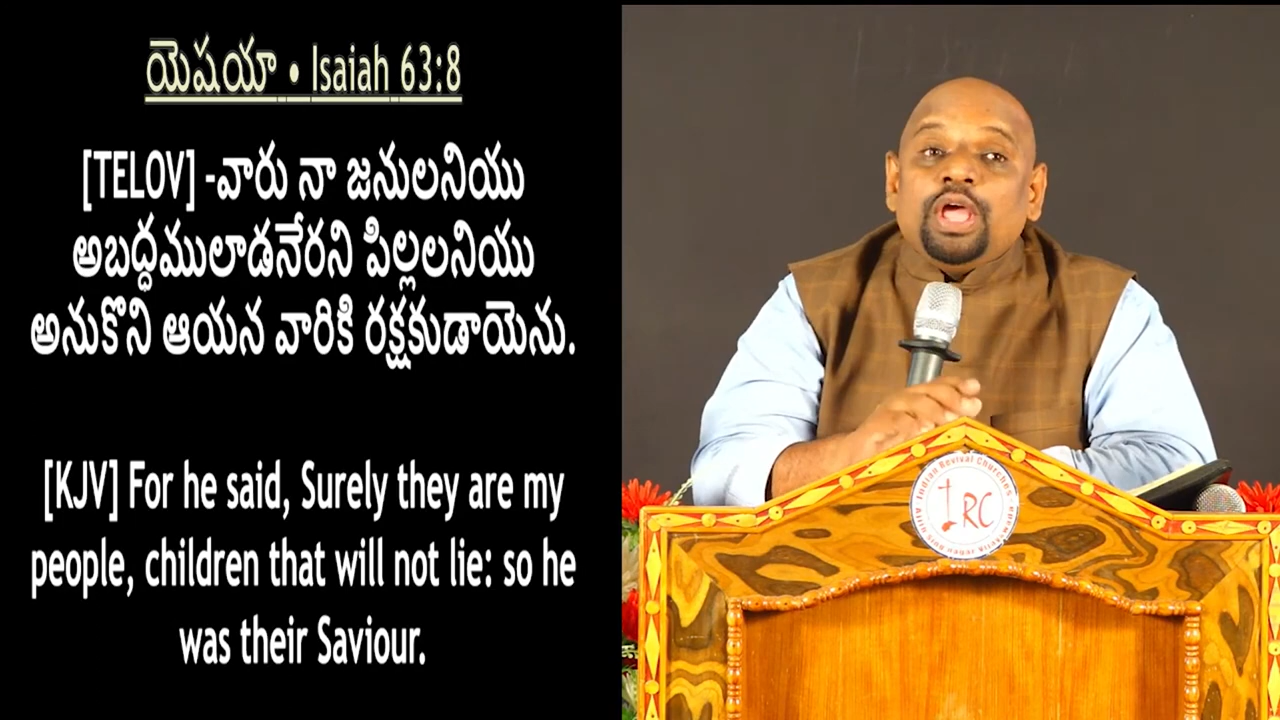 యెషయా • Isaiah 63:8
[TELOV] -వారు నా జనులనియు
అబద్ధములాడనేరని పిల్లలనియు
అనుకొని ఆయన వారికి రక్షకుడాయెను.
[KJV] For he said, Surely they are my
people, children that will not lie: so he
was their Saviour.
Indian Revival Churches
IRC